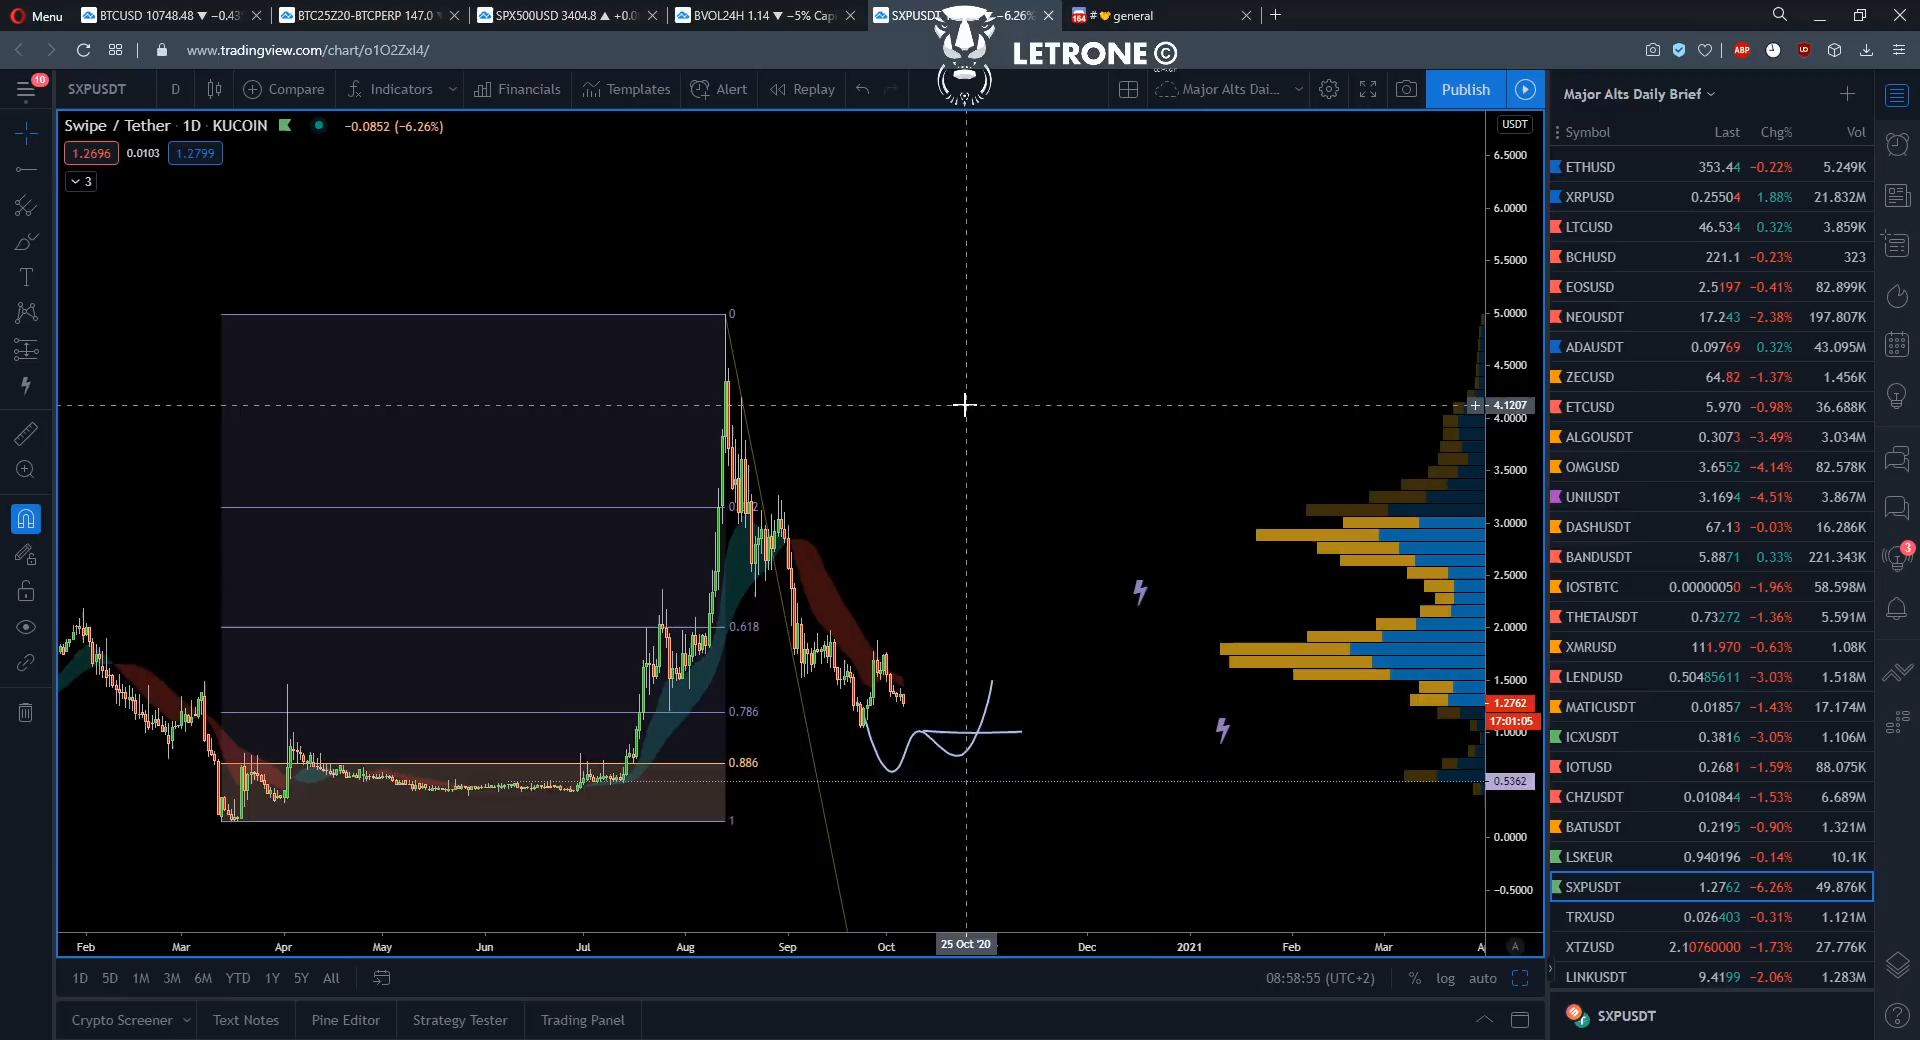 Menu
BTCUSD 10748.48 ▼ −0.43
BTC25Z20-BTCPERP 147.0
SPX500USD 3404.8 ▲ +0.0
BVOL24H 1.14 ▼ −5% Cap
SXPUSDT
−6.26%
164 # general
www.tradingview.com/chart/o1O2ZxI4/
LETRONE ©
ABP
10
SXPUSDT
D
Compare
Indicators
Financials
Templates
Alert
Replay
Major Alts Dai...
Publish
Swipe / Tether · 1D · KUCOIN
−0.0852 (−6.26%)
1.2696
0.0103
1.2799
3
USDT
6.5000
6.0000
5.5000
5.0000
4.5000
4.1207
4.0000
3.5000
3.0000
2.5000
2.0000
1.5000
1.2762
17:01:05
1.0000
0.5362
0.0000
−0.5000
0
0.618
0.786
0.886
1
Feb
Mar
Apr
May
Jun
Jul
Aug
Sep
Oct
25 Oct '20
Dec
2021
Feb
Mar
A
1D
5D
1M
3M
6M
YTD
1Y
5Y
All
08:58:55 (UTC+2)
%
log
auto
Crypto Screener
Text Notes
Pine Editor
Strategy Tester
Trading Panel
Major Alts Daily Brief
Symbol Last Chg% Vol
ETHUSD 353.44 −0.22% 5.249K
XRPUSD 0.25504 1.88% 21.832M
LTCUSD 46.534 0.32% 3.859K
BCHUSD 221.1 −0.23% 323
EOSUSD 2.5197 −0.41% 82.899K
NEOUSDT 17.243 −2.38% 197.807K
ADAUSDT 0.09769 0.32% 43.095M
ZECUSD 64.82 −1.37% 1.456K
ETCUSD 5.970 −0.98% 36.688K
ALGOUSDT 0.3073 −3.49% 3.034M
OMGUSD 3.6552 −4.14% 82.578K
UNIUSDT 3.1694 −4.51% 3.867M
DASHUSDT 67.13 −0.03% 16.286K
BANDUSDT 5.8871 0.33% 221.343K
IOSTBTC 0.00000050 −1.96% 58.598M
THETAUSDT 0.73272 −1.36% 5.591M
XMRUSD 111.970 −0.63% 1.08K
LENDUSD 0.50485611 −3.03% 1.518M
MATICUSDT 0.01857 −1.43% 17.174M
ICXUSDT 0.3816 −3.05% 1.106M
IOTUSD 0.2681 −1.59% 88.075K
CHZUSDT 0.010844 −1.53% 6.689M
BATUSDT 0.2195 −0.90% 1.321M
LSKEUR 0.940196 −0.14% 10.1K
SXPUSDT 1.2762 −6.26% 49.876K
TRXUSD 0.026403 −0.31% 1.121M
XTZUSD 2.10760000 −1.73% 27.776K
LINKUSDT 9.4199 −2.06% 1.283M
SXPUSDT
3
A